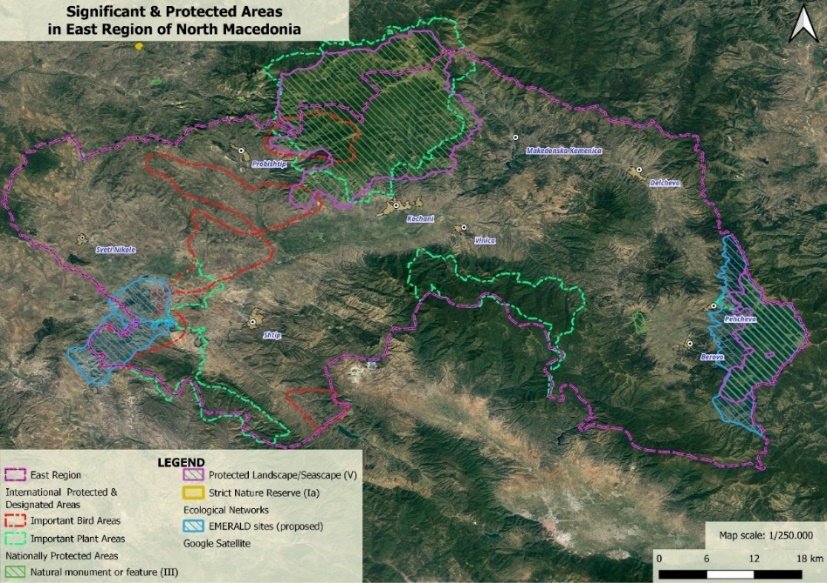 Significant & Protected Areas
in East Region of North Macedonia
Probishtip
Makedonska Kamenica
Delchevo
Kochani
Vinica
Sveti Nikole
Shtip
Pehchevo
Berovo
LEGEND
East Region
International Protected &
Designated Areas
Important Bird Areas
Important Plant Areas
Nationally Protected Areas
Natural monument or feature (III)
Protected Landscape/Seascape (V)
Strict Nature Reserve (Ia)
Ecological Networks
EMERALD sites (proposed)
Google Satellite
Map scale: 1/250.000
0 6 12 18 km